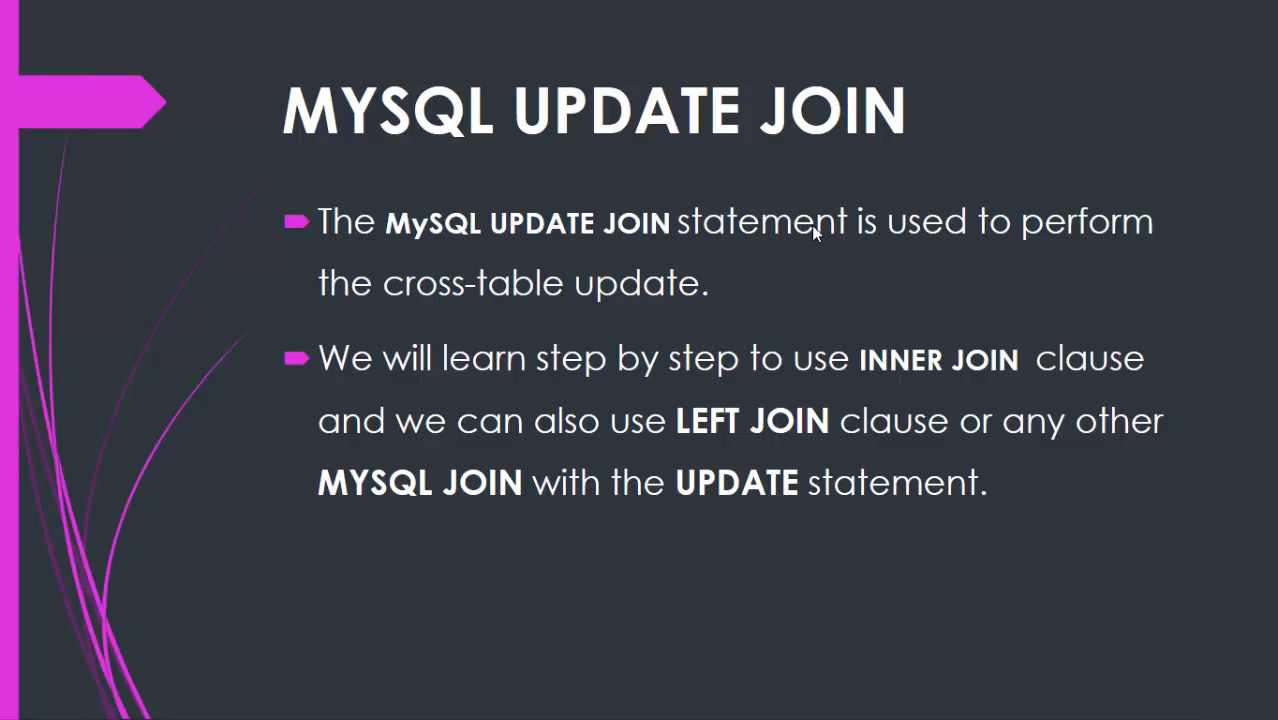 MYSQL UPDATE JOIN
The MySQL UPDATE JOIN statement is used to perform
the cross-table update.
We will learn step by step to use INNER JOIN clause
and we can also use LEFT JOIN clause or any other
MYSQL JOIN with the UPDATE statement.